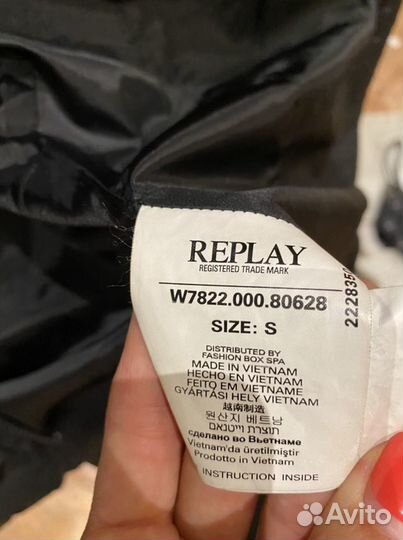 REPLAY
REGISTERED TRADE MARK
W7822.000.80628
SIZE: S
DISTRIBUTED BY
FASHION BOX SPA
MADE IN VIETNAM
HECHO EN VIETNAM
FEITO EM VIETNAME
GYÁRTÁSI HELY VIETNAM
越南制造
원산지 베트남
תוצרת וייטנאם
сделано во Вьетнаме
Vietnam'da üretilmiştir
Prodotto in Vietnam
INSTRUCTION INSIDE
Avito